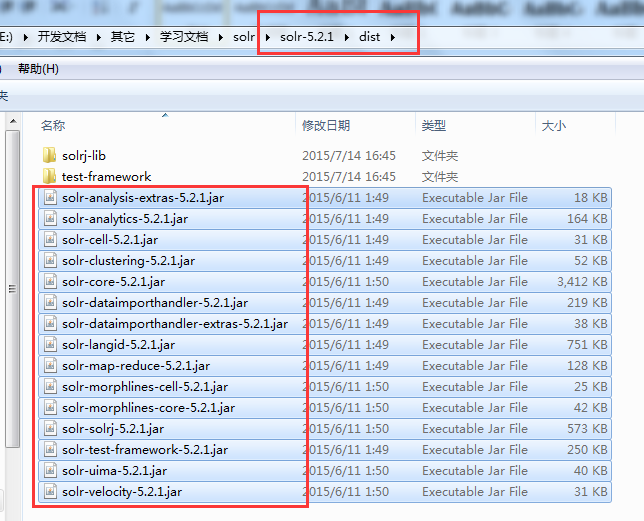 E:) 开发文档 其它 学习文档 solr solr-5.2.1 dist
帮助(H)
夹
名称 修改日期 类型 大小
solrj-lib 2015/7/14 16:45 文件夹
test-framework 2015/7/14 16:45 文件夹
solr-analysis-extras-5.2.1.jar 2015/6/11 1:49 Executable Jar File 18 KB
solr-analytics-5.2.1.jar 2015/6/11 1:49 Executable Jar File 164 KB
solr-cell-5.2.1.jar 2015/6/11 1:49 Executable Jar File 31 KB
solr-clustering-5.2.1.jar 2015/6/11 1:49 Executable Jar File 52 KB
solr-core-5.2.1.jar 2015/6/11 1:50 Executable Jar File 3,412 KB
solr-dataimporthandler-5.2.1.jar 2015/6/11 1:49 Executable Jar File 219 KB
solr-dataimporthandler-extras-5.2.1.jar 2015/6/11 1:49 Executable Jar File 38 KB
solr-langid-5.2.1.jar 2015/6/11 1:49 Executable Jar File 751 KB
solr-map-reduce-5.2.1.jar 2015/6/11 1:49 Executable Jar File 128 KB
solr-morphlines-cell-5.2.1.jar 2015/6/11 1:50 Executable Jar File 25 KB
solr-morphlines-core-5.2.1.jar 2015/6/11 1:50 Executable Jar File 42 KB
solr-solrj-5.2.1.jar 2015/6/11 1:50 Executable Jar File 573 KB
solr-test-framework-5.2.1.jar 2015/6/11 1:49 Executable Jar File 250 KB
solr-uima-5.2.1.jar 2015/6/11 1:50 Executable Jar File 40 KB
solr-velocity-5.2.1.jar 2015/6/11 1:50 Executable Jar File 31 KB